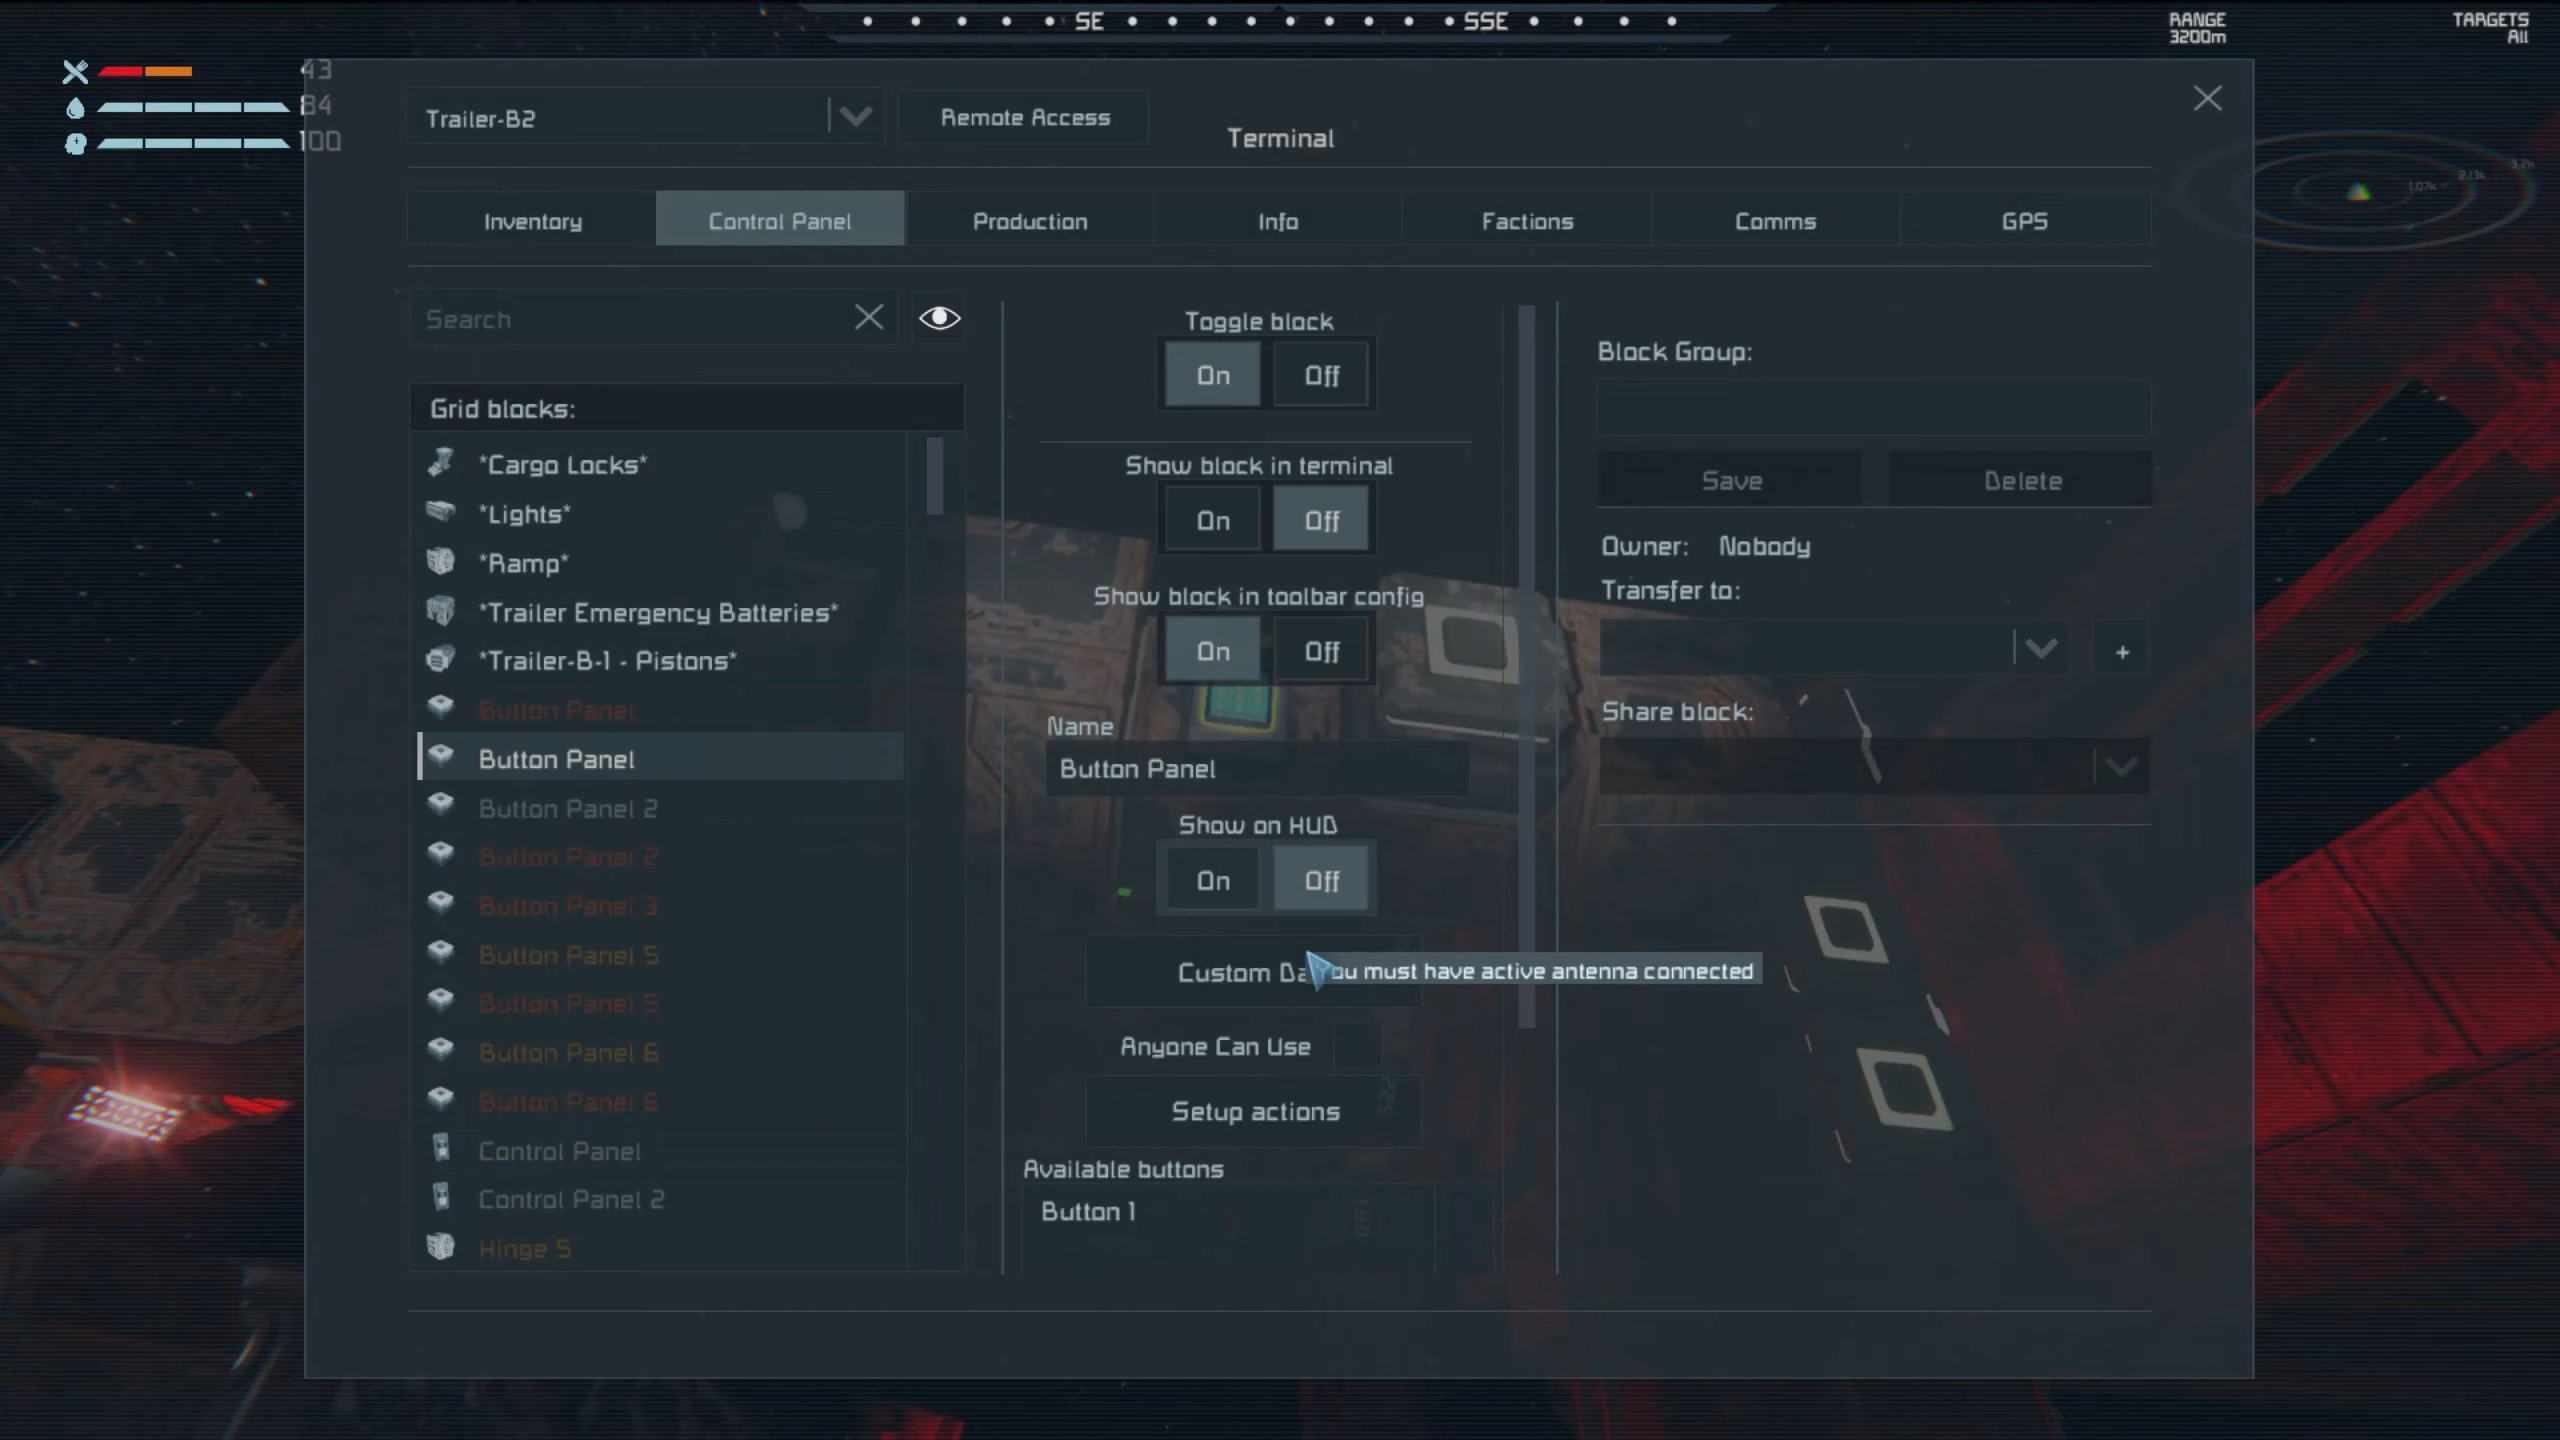 SE
SSE
RANGE
3200m
TARGETS
All
43
84
100
Trailer-B2
Remote Access
Terminal
3.2k
2.13k
1.07k
Inventory
Control Panel
Production
Info
Factions
Comms
GPS
Search
Grid blocks:
*Cargo Locks*
*Lights*
*Ramp*
*Trailer Emergency Batteries*
*Trailer-B-1 - Pistons*
Button Panel
Button Panel
Button Panel 2
Button Panel 2
Button Panel 3
Button Panel 5
Button Panel 5
Button Panel 6
Button Panel 6
Control Panel
Control Panel 2
Hinge 5
Toggle block
On
Off
Show block in terminal
On
Off
Show block in toolbar config
On
Off
Name
Button Panel
Show on HUD
On
Off
Custom Da
ou must have active antenna connected
Anyone Can Use
Setup actions
Available buttons
Button 1
Block Group:
Save
Delete
Owner: Nobody
Transfer to:
+
Share block: